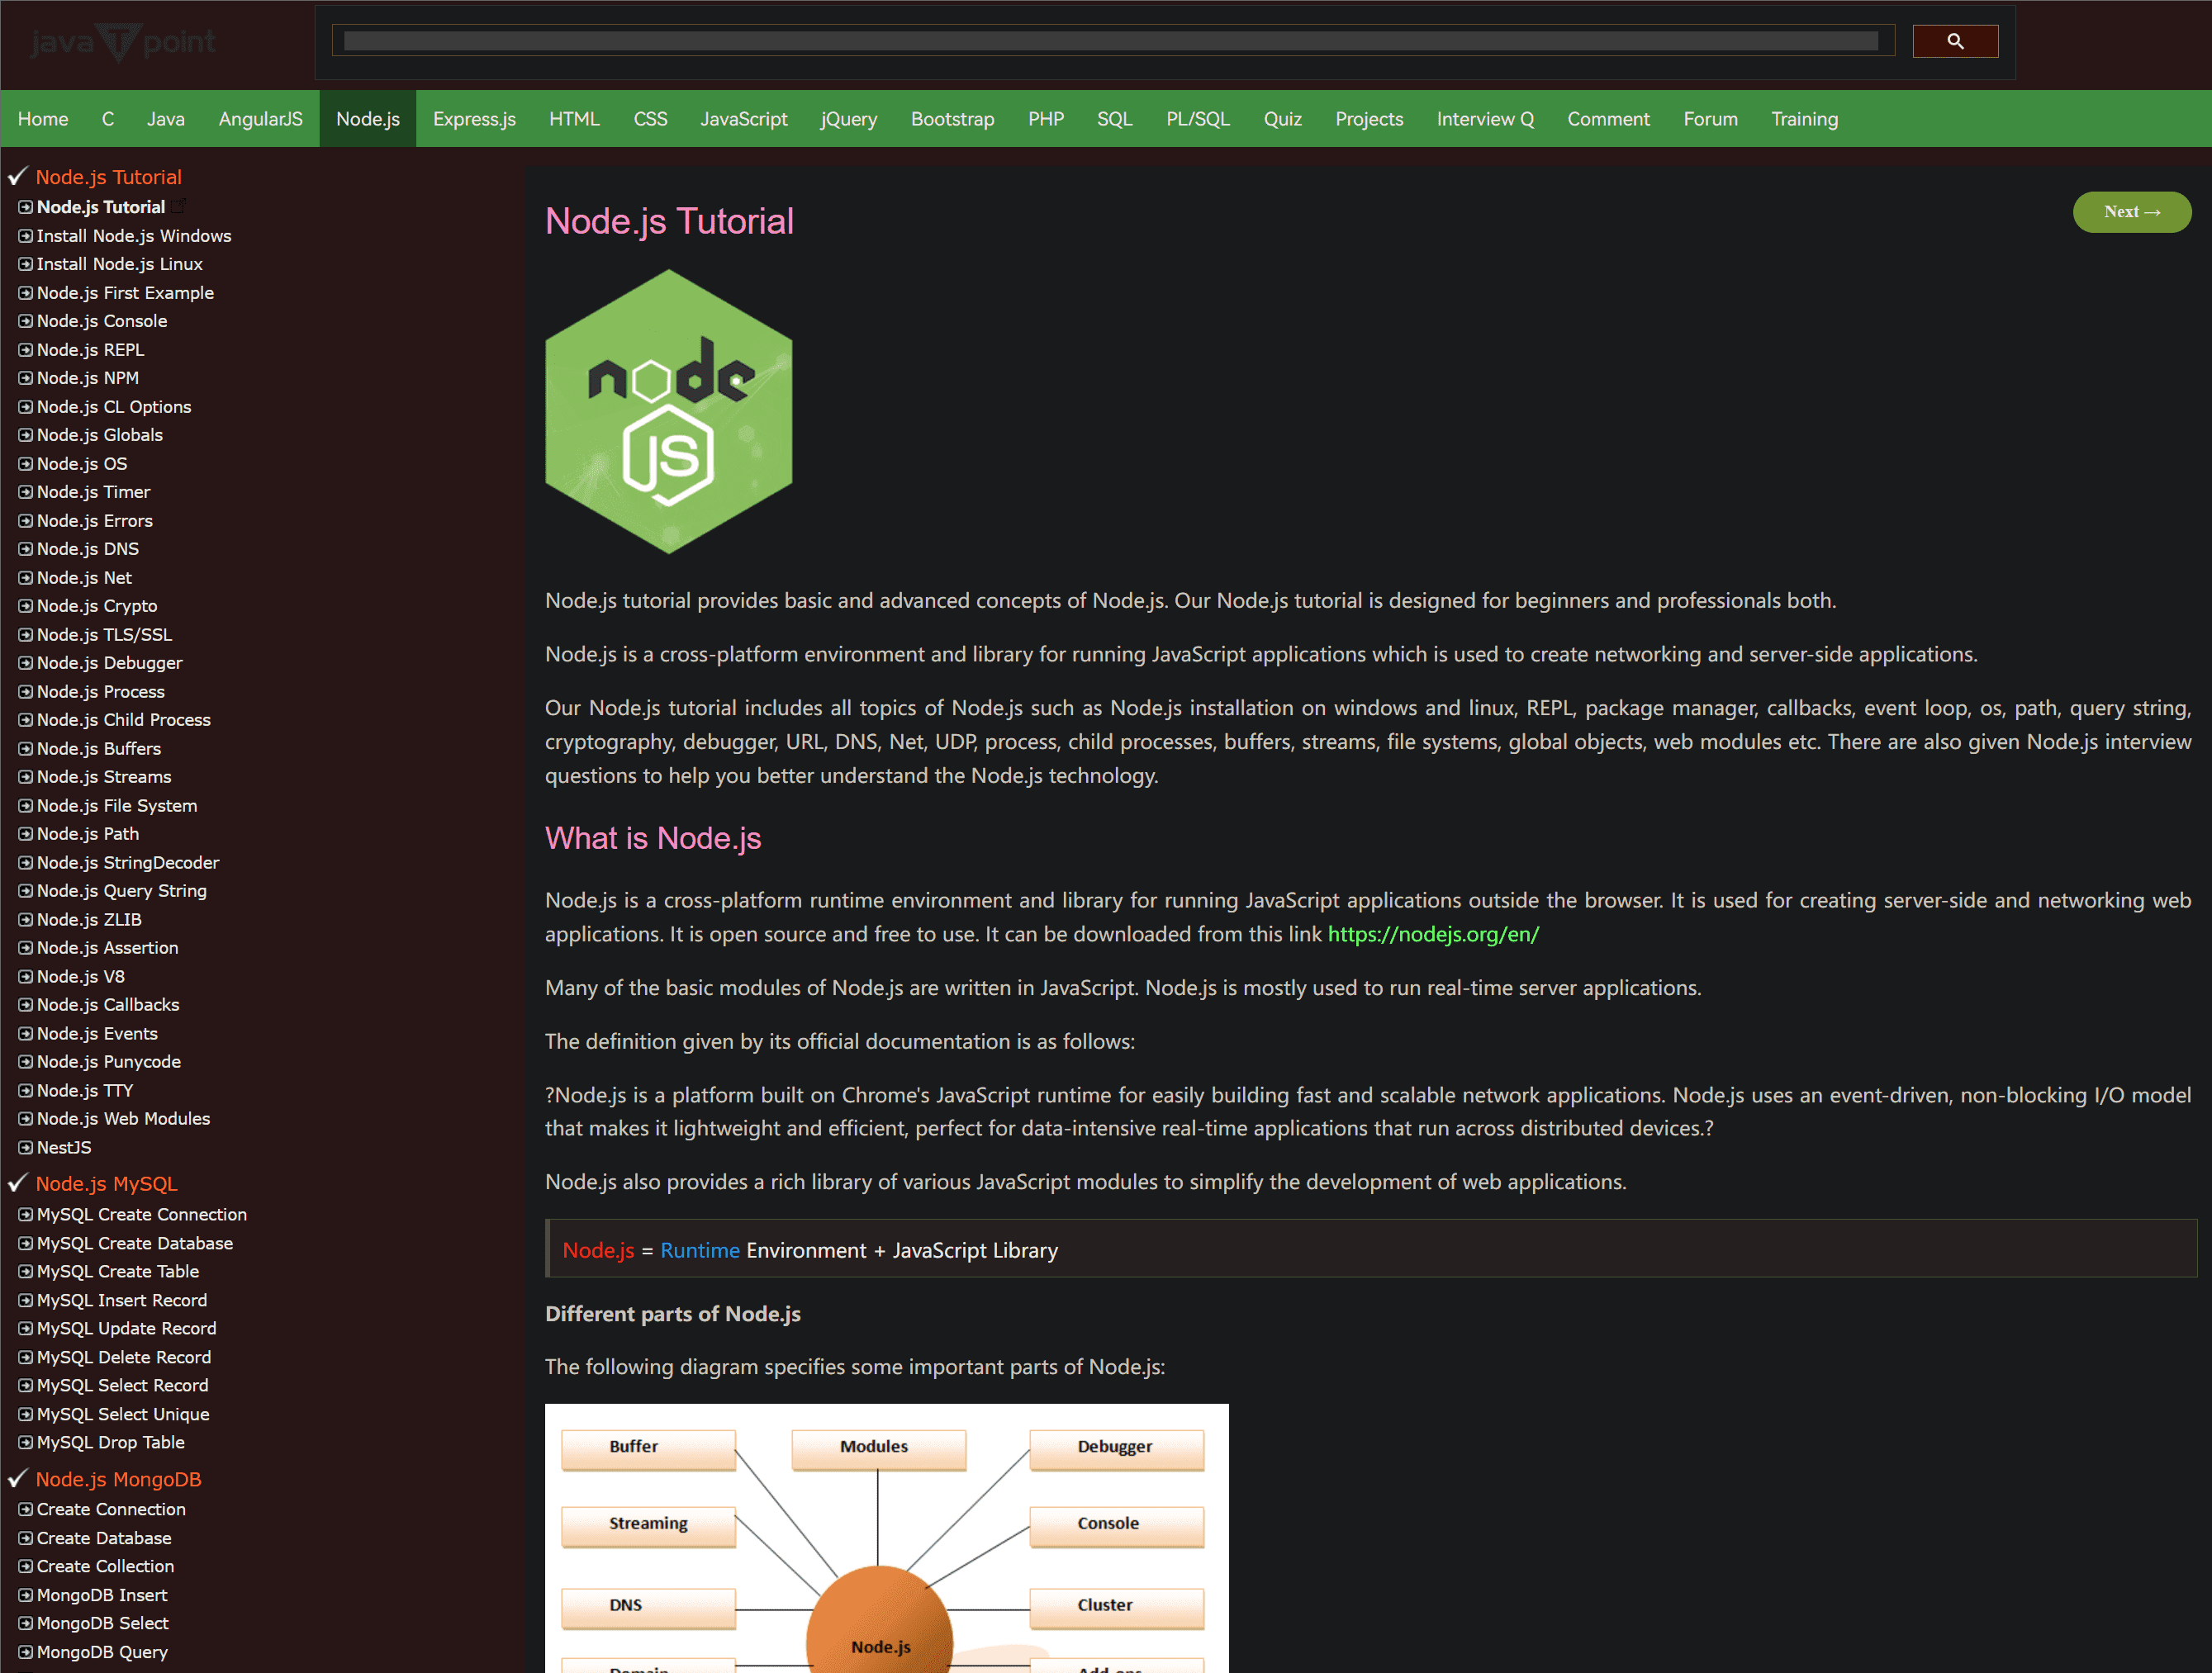 javaTpoint
Home C Java AngularJS Node.js Express.js HTML CSS JavaScript jQuery Bootstrap PHP SQL PL/SQL Quiz Projects Interview Q Comment Forum Training
Node.js Tutorial
Node.js Tutorial
Install Node.js Windows
Install Node.js Linux
Node.js First Example
Node.js Console
Node.js REPL
Node.js NPM
Node.js CL Options
Node.js Globals
Node.js OS
Node.js Timer
Node.js Errors
Node.js DNS
Node.js Net
Node.js Crypto
Node.js TLS/SSL
Node.js Debugger
Node.js Process
Node.js Child Process
Node.js Buffers
Node.js Streams
Node.js File System
Node.js Path
Node.js StringDecoder
Node.js Query String
Node.js ZLIB
Node.js Assertion
Node.js V8
Node.js Callbacks
Node.js Events
Node.js Punycode
Node.js TTY
Node.js Web Modules
NestJS
Node.js MySQL
MySQL Create Connection
MySQL Create Database
MySQL Create Table
MySQL Insert Record
MySQL Update Record
MySQL Delete Record
MySQL Select Record
MySQL Select Unique
MySQL Drop Table
Node.js MongoDB
Create Connection
Create Database
Create Collection
MongoDB Insert
MongoDB Select
MongoDB Query
Node.js Tutorial
Next →
node
JS
Node.js tutorial provides basic and advanced concepts of Node.js. Our Node.js tutorial is designed for beginners and professionals both.
Node.js is a cross-platform environment and library for running JavaScript applications which is used to create networking and server-side applications.
Our Node.js tutorial includes all topics of Node.js such as Node.js installation on windows and linux, REPL, package manager, callbacks, event loop, os, path, query string,
cryptography, debugger, URL, DNS, Net, UDP, process, child processes, buffers, streams, file systems, global objects, web modules etc. There are also given Node.js interview
questions to help you better understand the Node.js technology.
What is Node.js
Node.js is a cross-platform runtime environment and library for running JavaScript applications outside the browser. It is used for creating server-side and networking web
applications. It is open source and free to use. It can be downloaded from this link https://nodejs.org/en/
Many of the basic modules of Node.js are written in JavaScript. Node.js is mostly used to run real-time server applications.
The definition given by its official documentation is as follows:
?Node.js is a platform built on Chrome's JavaScript runtime for easily building fast and scalable network applications. Node.js uses an event-driven, non-blocking I/O model
that makes it lightweight and efficient, perfect for data-intensive real-time applications that run across distributed devices.?
Node.js also provides a rich library of various JavaScript modules to simplify the development of web applications.
Node.js = Runtime Environment + JavaScript Library
Different parts of Node.js
The following diagram specifies some important parts of Node.js:
Buffer Modules Debugger
Streaming Console
DNS Cluster
Node.js
Domain Add-ons